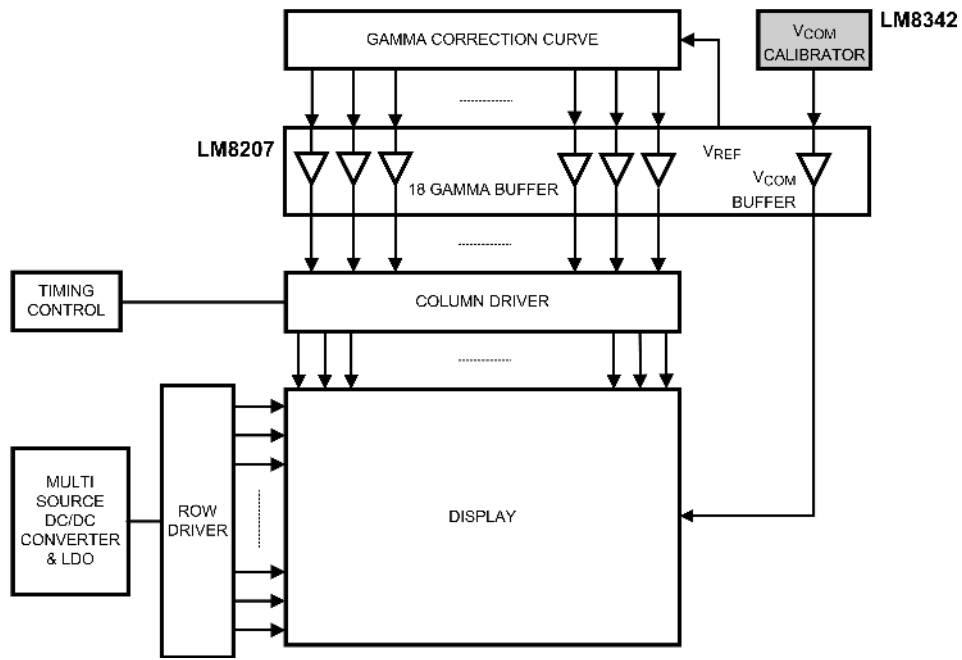 GAMMA CORRECTION CURVE
VCOM
CALIBRATOR
LM8342
LM8207
18 GAMMA BUFFER
VREF
VCOM
BUFFER
TIMING
CONTROL
COLUMN DRIVER
MULTI
SOURCE
DC/DC
CONVERTER
& LDO
ROW
DRIVER
DISPLAY